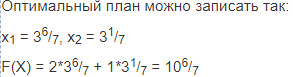 Оптимальный план можно записать так:
x₁ = 3⁶/₇, x₂ = 3¹/₇
F(X) = 2*3⁶/₇ + 1*3¹/₇ = 10⁶/₇